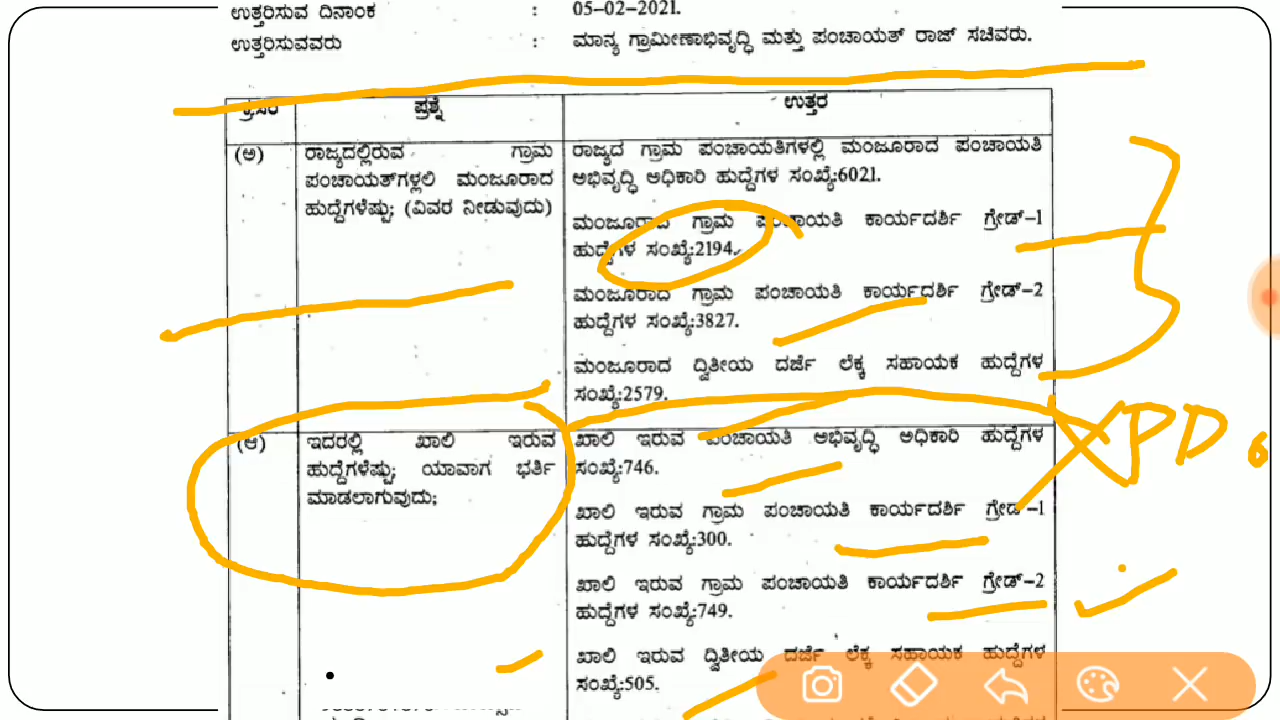 ಉತ್ತರಿಸುವ ದಿನಾಂಕ : 05-02-2021.
ಉತ್ತರಿಸುವವರು : ಮಾನ್ಯ ಗ್ರಾಮೀಣಾಭಿವೃದ್ಧಿ ಮತ್ತು ಪಂಚಾಯತ್ ರಾಜ್ ಸಚಿವರು.
ಪ್ರಶ್ನೆ ಉತ್ತರ
(ಅ) ರಾಜ್ಯದಲ್ಲಿರುವ ಗ್ರಾಮ
ಪಂಚಾಯತ್‌ಗಳಲ್ಲಿ ಮಂಜೂರಾದ
ಹುದ್ದೆಗಳೆಷ್ಟು; (ವಿವರ ನೀಡುವುದು)
ರಾಜ್ಯದ ಗ್ರಾಮ ಪಂಚಾಯತಿಗಳಲ್ಲಿ ಮಂಜೂರಾದ ಪಂಚಾಯತಿ
ಅಭಿವೃದ್ಧಿ ಅಧಿಕಾರಿ ಹುದ್ದೆಗಳ ಸಂಖ್ಯೆ:6021.
ಮಂಜೂರಾದ ಗ್ರಾಮ ಪಂಚಾಯತಿ ಕಾರ್ಯದರ್ಶಿ ಗ್ರೇಡ್-1
ಹುದ್ದೆಗಳ ಸಂಖ್ಯೆ:2194.
ಮಂಜೂರಾದ ಗ್ರಾಮ ಪಂಚಾಯತಿ ಕಾರ್ಯದರ್ಶಿ ಗ್ರೇಡ್-2
ಹುದ್ದೆಗಳ ಸಂಖ್ಯೆ:3827.
ಮಂಜೂರಾದ ದ್ವಿತೀಯ ದರ್ಜೆ ಲೆಕ್ಕ ಸಹಾಯಕ ಹುದ್ದೆಗಳ
ಸಂಖ್ಯೆ:2579.
(ಆ) ಇದರಲ್ಲಿ ಖಾಲಿ ಇರುವ
ಹುದ್ದೆಗಳೆಷ್ಟು; ಯಾವಾಗ ಭರ್ತಿ
ಮಾಡಲಾಗುವುದು;
ಖಾಲಿ ಇರುವ ಪಂಚಾಯತಿ ಅಭಿವೃದ್ಧಿ ಅಧಿಕಾರಿ ಹುದ್ದೆಗಳ
ಸಂಖ್ಯೆ:746.
ಖಾಲಿ ಇರುವ ಗ್ರಾಮ ಪಂಚಾಯತಿ ಕಾರ್ಯದರ್ಶಿ ಗ್ರೇಡ್-1
ಹುದ್ದೆಗಳ ಸಂಖ್ಯೆ:300.
ಖಾಲಿ ಇರುವ ಗ್ರಾಮ ಪಂಚಾಯತಿ ಕಾರ್ಯದರ್ಶಿ ಗ್ರೇಡ್-2
ಹುದ್ದೆಗಳ ಸಂಖ್ಯೆ:749.
ಖಾಲಿ ಇರುವ ದ್ವಿತೀಯ ದರ್ಜೆ ಲೆಕ್ಕ ಸಹಾಯಕ ಹುದ್ದೆಗಳ
ಸಂಖ್ಯೆ:505.
PDo